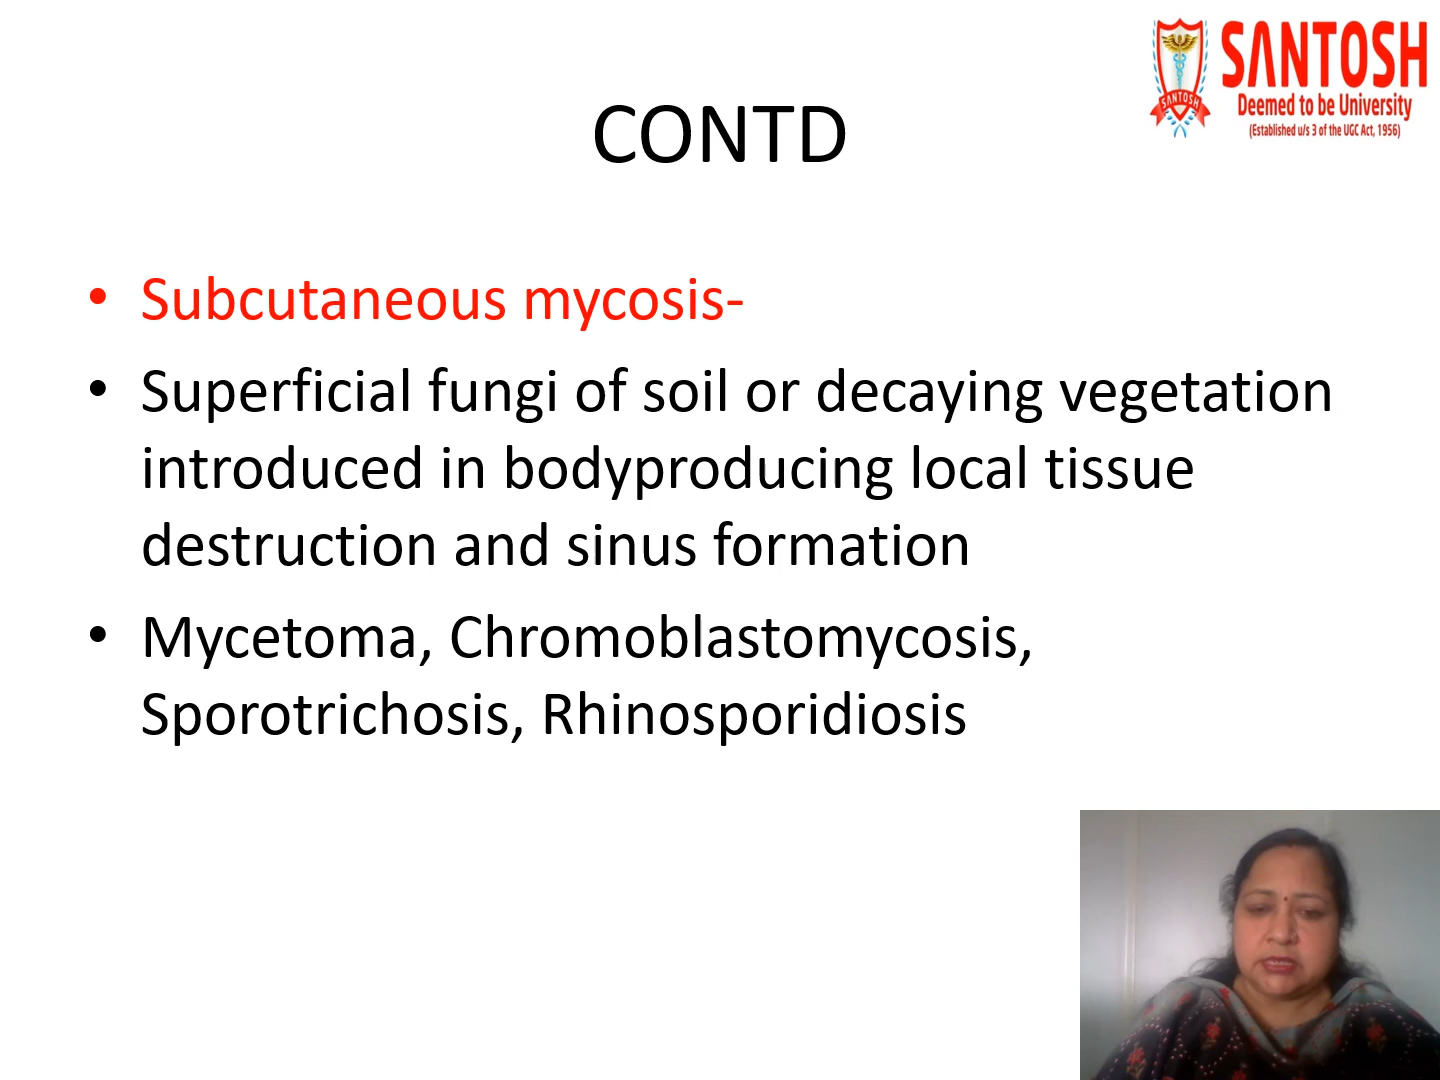 SANTOSH
Deemed to be University
(Established u/s 3 of the UGC Act, 1956)
SANTOSH
CONTD
• Subcutaneous mycosis-
• Superficial fungi of soil or decaying vegetation
introduced in bodyproducing local tissue
destruction and sinus formation
• Mycetoma, Chromoblastomycosis,
Sporotrichosis, Rhinosporidiosis